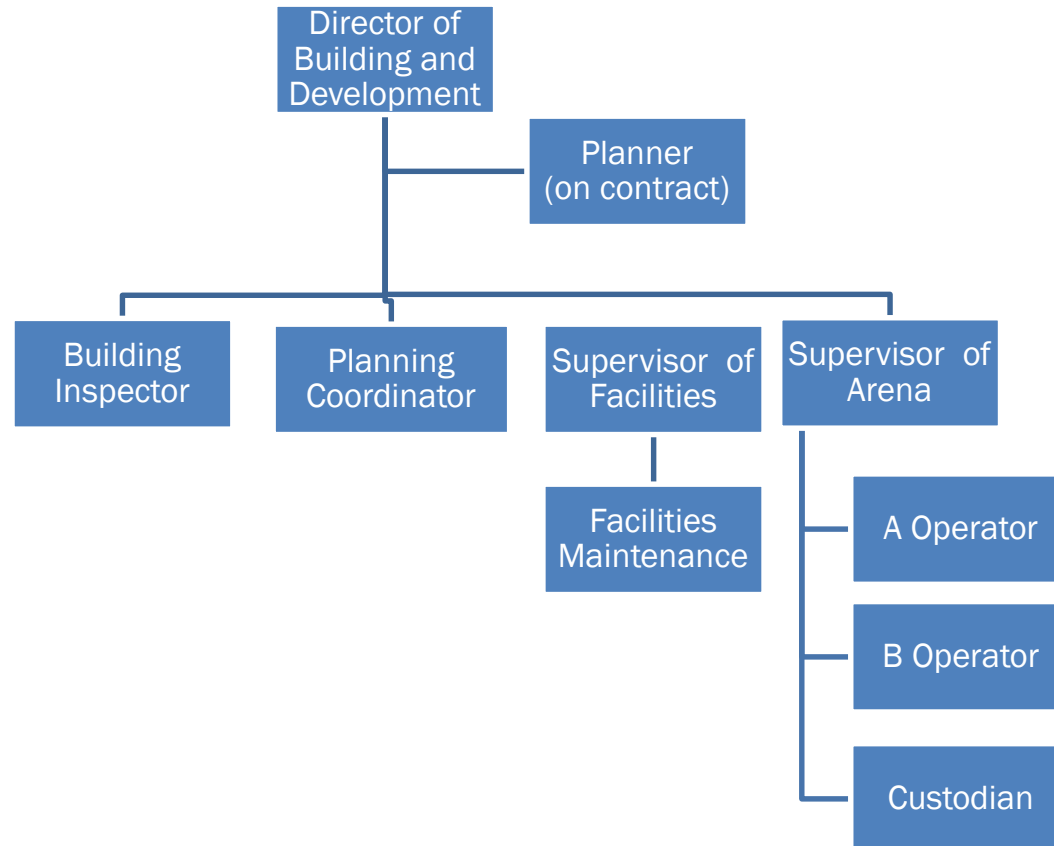 Director of
Building and
Development
Planner
(on contract)
Building
Inspector
Planning
Coordinator
Supervisor of
Facilities
Supervisor of
Arena
Facilities
Maintenance
A Operator
B Operator
Custodian